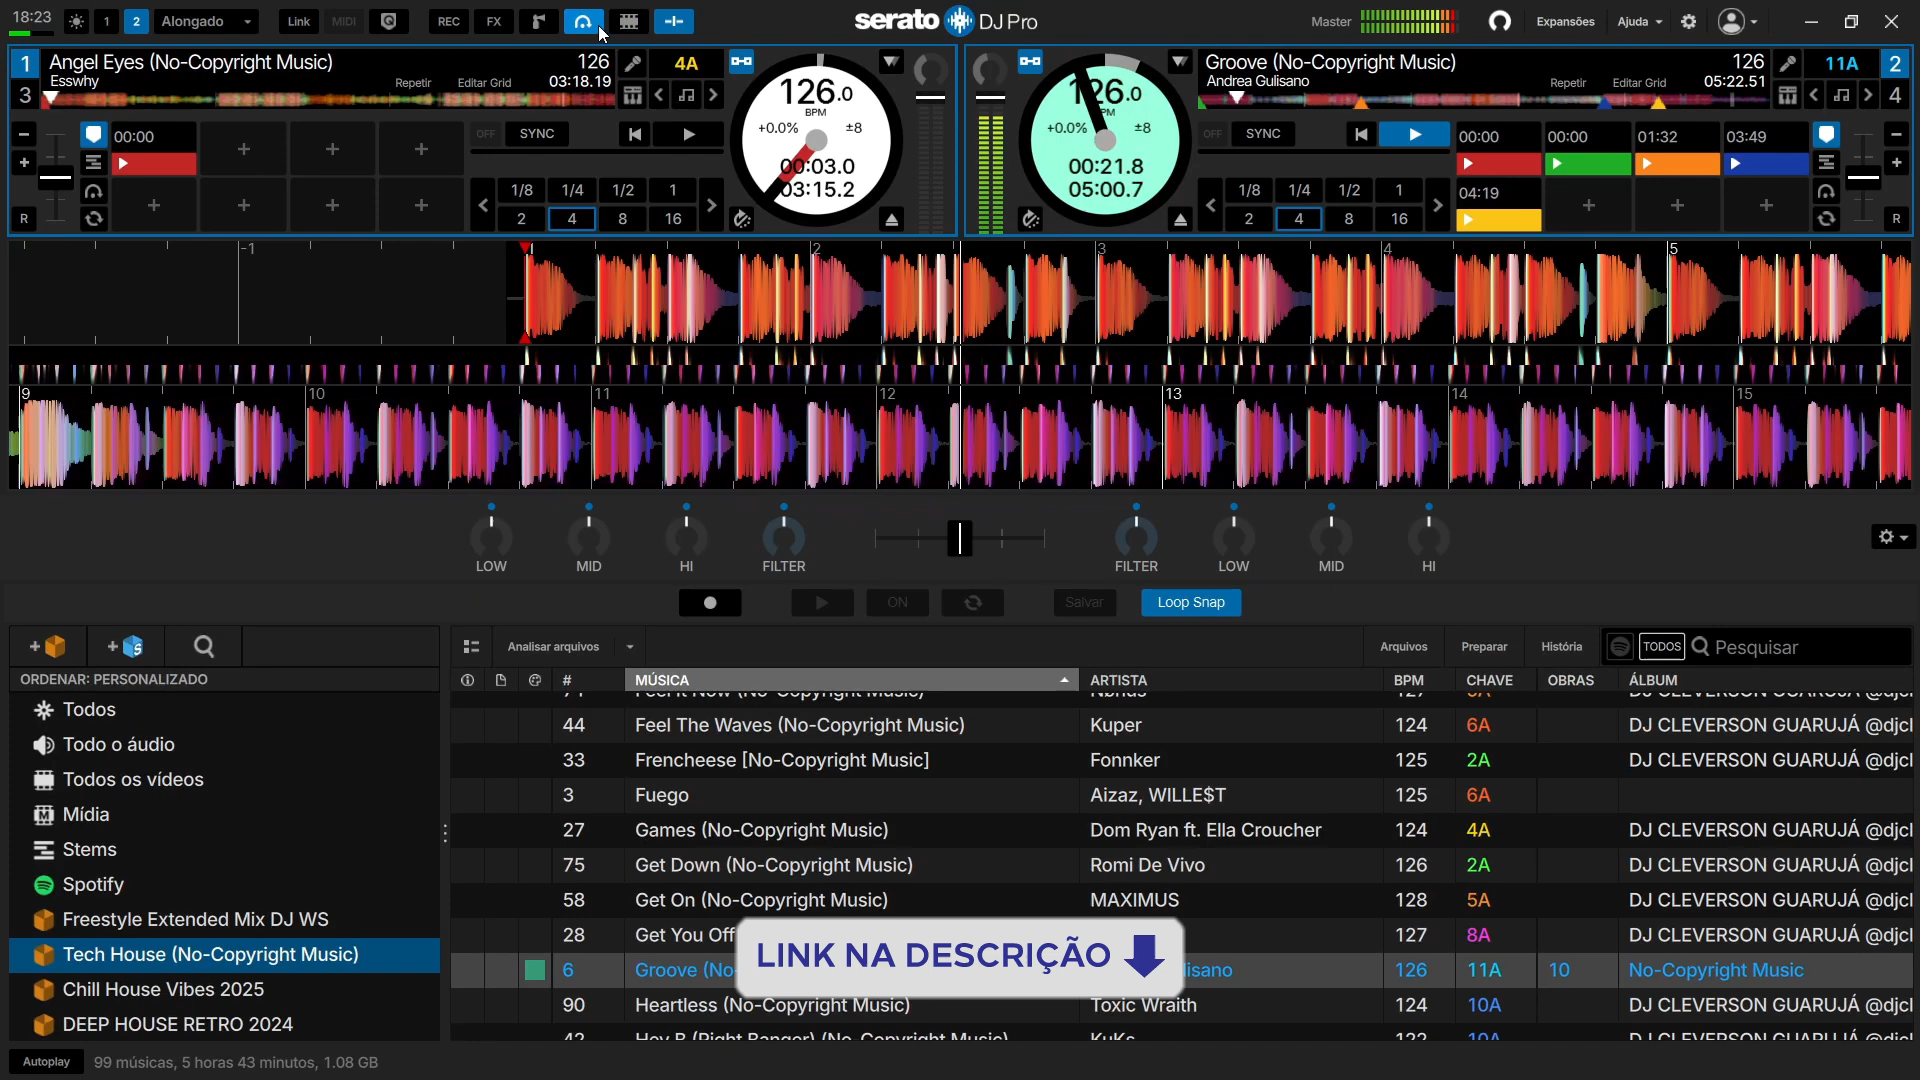 18:23 1 2 Alongado Link MIDI REC FX serato DJ Pro Master Expansões Ajuda
1 Angel Eyes (No-Copyright Music) 126 4A
3 Esswhy Repetir Editar Grid 03:18.19
Groove (No-Copyright Music) 126 11A 2
Andrea Gulisano Repetir Editar Grid 05:22.51 4
126.0
BPM
+0.0% ±8
00:03.0
03:15.2
126.0
+0.0% ±8
00:21.8
05:00.7
00:00 OFF SYNC
1/8 1/4 1/2 1
R 2 4 8 16
OFF SYNC 00:00 00:00 01:32 03:49
1/8 1/4 1/2 1 04:19
2 4 8 16 R
-1 1 2 3 4 5
9 10 11 12 13 14 15
LOW MID HI FILTER FILTER LOW MID HI
ON Salvar Loop Snap
Analisar arquivos Arquivos Preparar História TODOS Pesquisar
ORDENAR: PERSONALIZADO
Todos
Todo o áudio
Todos os vídeos
Mídia
Stems
Spotify
Freestyle Extended Mix DJ WS
Tech House (No-Copyright Music)
Chill House Vibes 2025
DEEP HOUSE RETRO 2024
# MÚSICA ARTISTA BPM CHAVE OBRAS ÁLBUM
44 Feel The Waves (No-Copyright Music) Kuper 124 6A DJ CLEVERSON GUARUJÁ @djcl
33 Frencheese [No-Copyright Music] Fonnker 125 2A DJ CLEVERSON GUARUJÁ @djcl
3 Fuego Aizaz, WILLE$T 125 6A
27 Games (No-Copyright Music) Dom Ryan ft. Ella Croucher 124 4A DJ CLEVERSON GUARUJÁ @djcl
75 Get Down (No-Copyright Music) Romi De Vivo 126 2A DJ CLEVERSON GUARUJÁ @djcl
58 Get On (No-Copyright Music) MAXIMUS 128 5A DJ CLEVERSON GUARUJÁ @djcl
28 Get You Off 127 8A DJ CLEVERSON GUARUJÁ @djcl
6 Groove (No- lisano 126 11A 10 No-Copyright Music
90 Heartless (No-Copyright Music) Toxic Wraith 124 10A DJ CLEVERSON GUARUJÁ @djcl
LINK NA DESCRIÇÃO
Autoplay 99 músicas, 5 horas 43 minutos, 1.08 GB